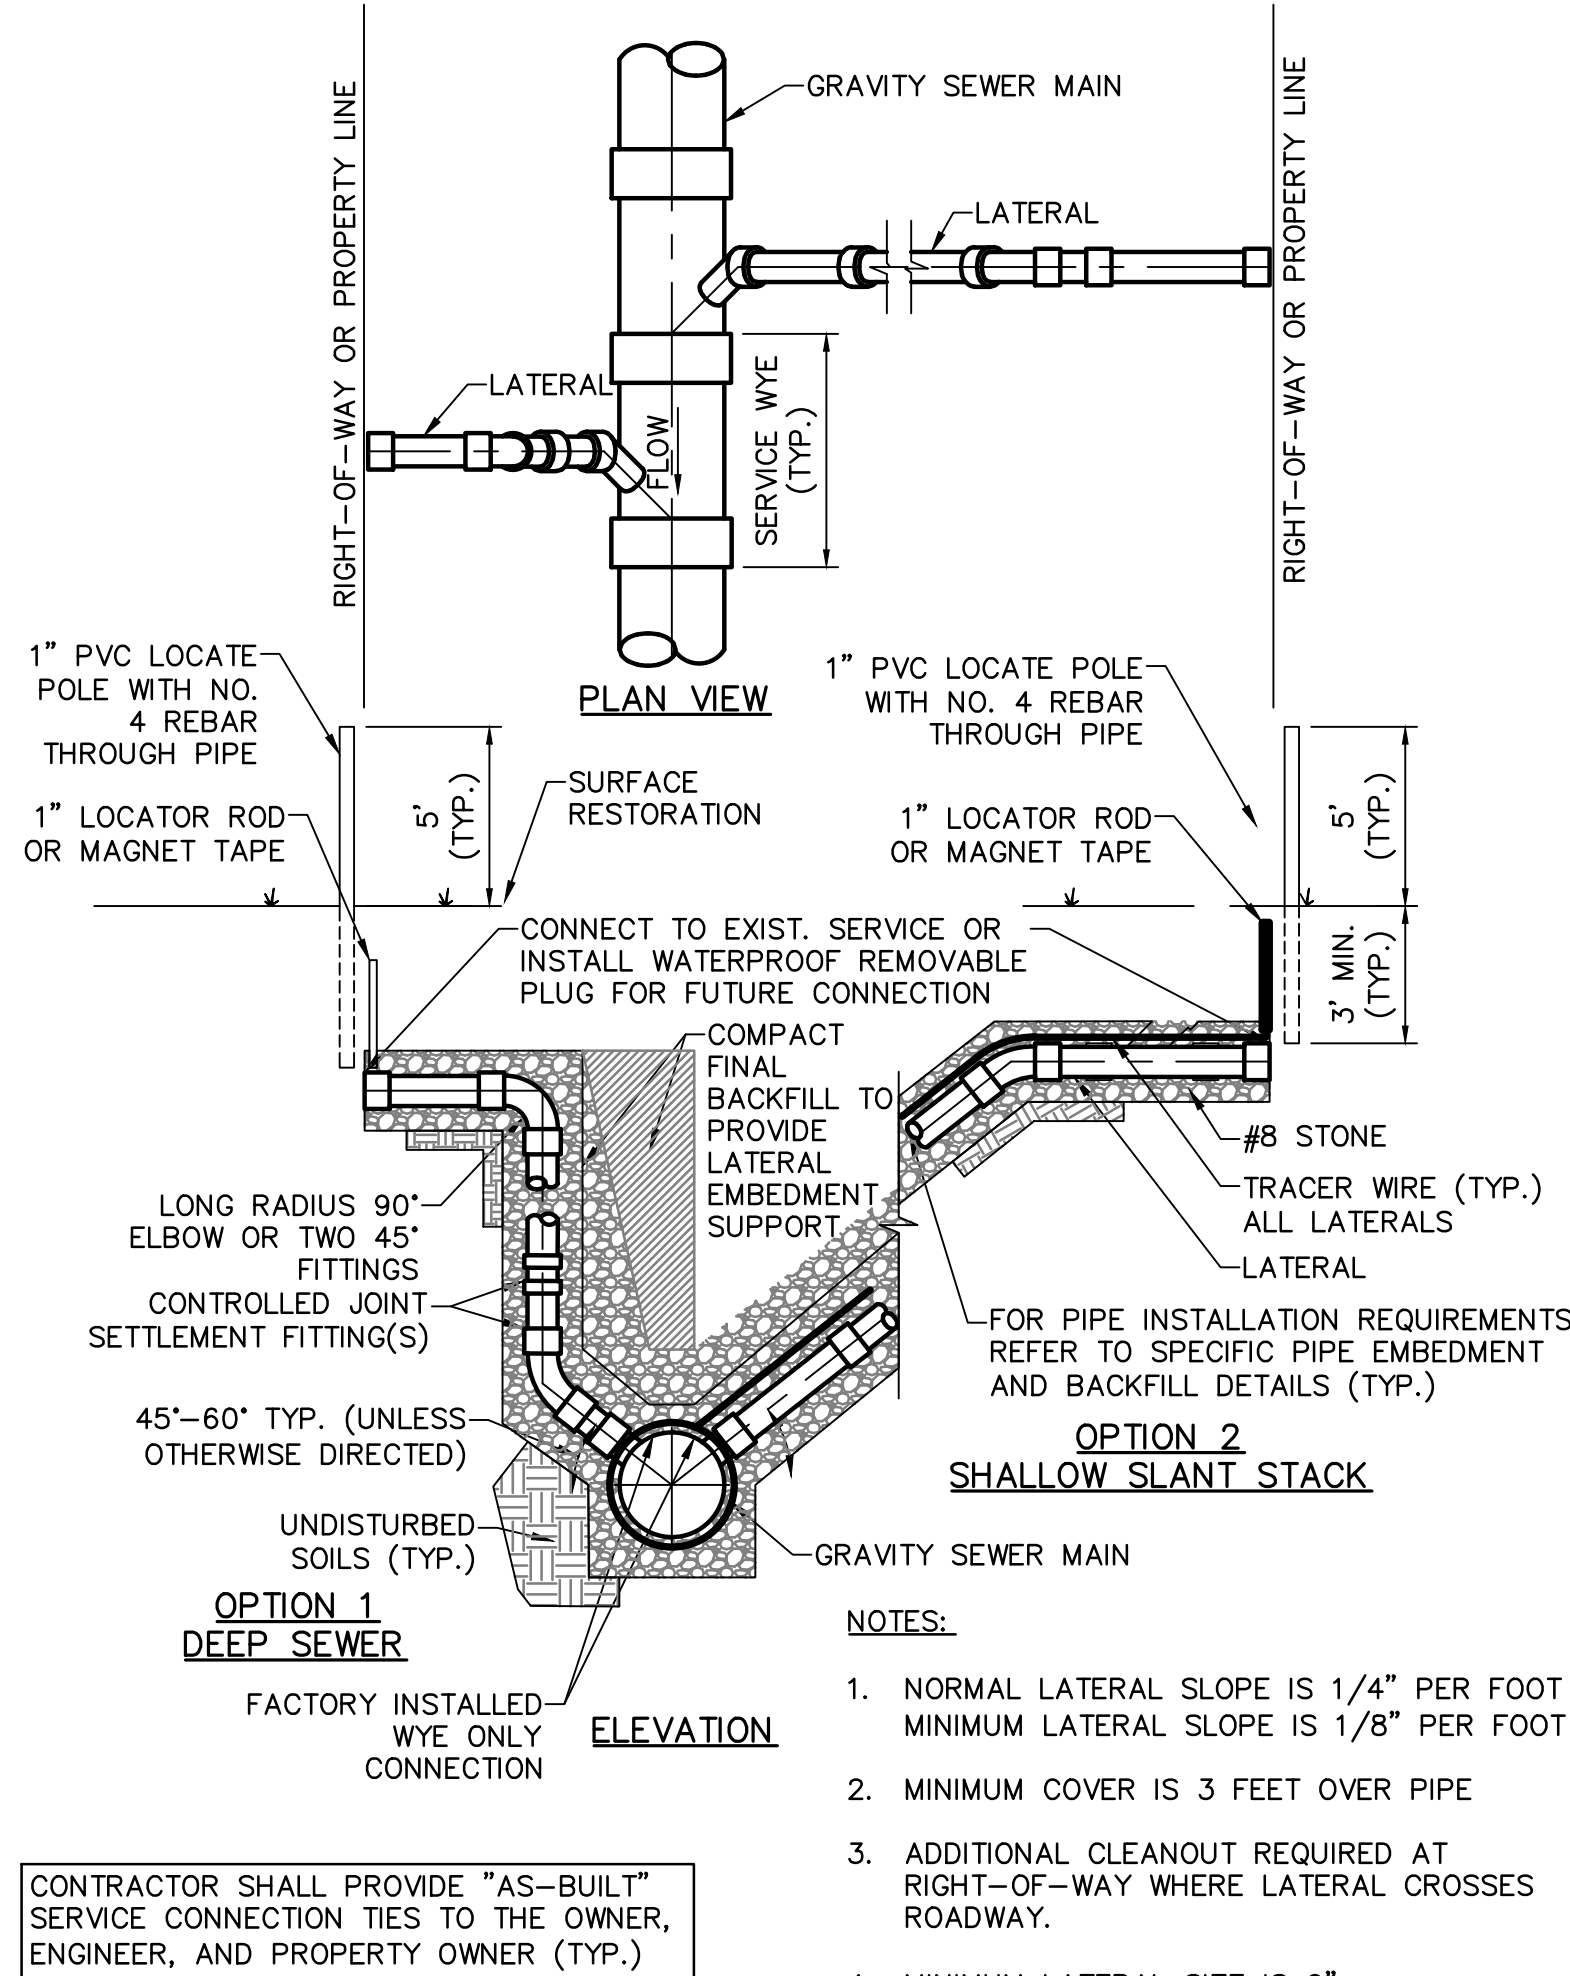 GRAVITY SEWER MAIN
RIGHT-OF-WAY OR PROPERTY LINE
RIGHT-OF-WAY OR PROPERTY LINE
LATERAL
LATERAL
FLOW
SERVICE WYE
(TYP.)
PLAN VIEW
1" PVC LOCATE
POLE WITH NO.
4 REBAR
THROUGH PIPE
1" LOCATOR ROD
OR MAGNET TAPE
5'
(TYP.)
SURFACE
RESTORATION
1" PVC LOCATE POLE
WITH NO. 4 REBAR
THROUGH PIPE
1" LOCATOR ROD
OR MAGNET TAPE
5'
(TYP.)
3' MIN.
(TYP.)
CONNECT TO EXIST. SERVICE OR
INSTALL WATERPROOF REMOVABLE
PLUG FOR FUTURE CONNECTION
COMPACT
FINAL
BACKFILL TO
PROVIDE
LATERAL
EMBEDMENT
SUPPORT
#8 STONE
TRACER WIRE (TYP.)
ALL LATERALS
LATERAL
LONG RADIUS 90°
ELBOW OR TWO 45°
FITTINGS
CONTROLLED JOINT
SETTLEMENT FITTING(S)
FOR PIPE INSTALLATION REQUIREMENTS
REFER TO SPECIFIC PIPE EMBEDMENT
AND BACKFILL DETAILS (TYP.)
45°-60° TYP. (UNLESS
OTHERWISE DIRECTED)
OPTION 2
SHALLOW SLANT STACK
UNDISTURBED
SOILS (TYP.)
GRAVITY SEWER MAIN
OPTION 1
DEEP SEWER
FACTORY INSTALLED
WYE ONLY
CONNECTION
ELEVATION
NOTES:
1. NORMAL LATERAL SLOPE IS 1/4" PER FOOT
MINIMUM LATERAL SLOPE IS 1/8" PER FOOT
2. MINIMUM COVER IS 3 FEET OVER PIPE
3. ADDITIONAL CLEANOUT REQUIRED AT
RIGHT-OF-WAY WHERE LATERAL CROSSES
ROADWAY.
CONTRACTOR SHALL PROVIDE "AS-BUILT"
SERVICE CONNECTION TIES TO THE OWNER,
ENGINEER, AND PROPERTY OWNER (TYP.)